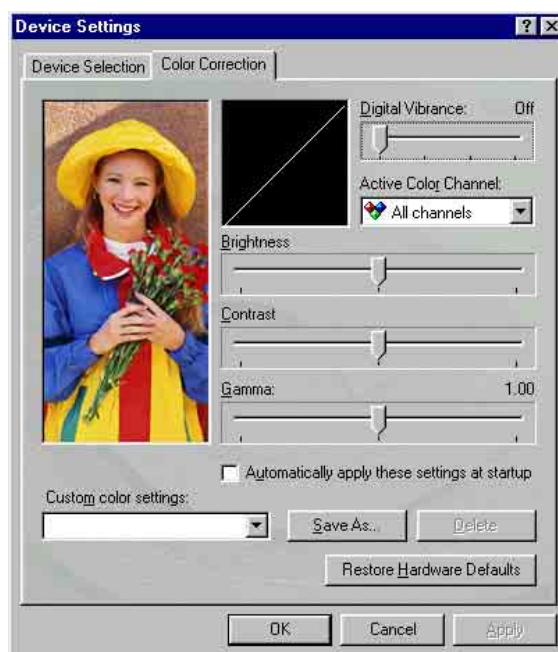 Device Settings
Device Selection
Color Correction
Digital Vibrance: Off
Active Color Channel:
All channels
Brightness
Contrast
Gamma: 1.00
Automatically apply these settings at startup
Custom color settings:
Save As...
Delete
Restore Hardware Defaults
OK
Cancel
Apply